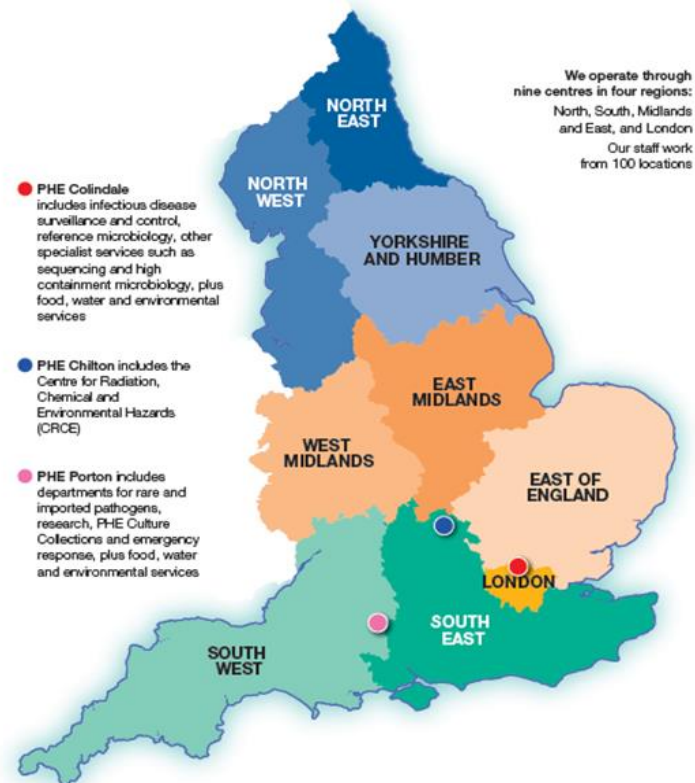 We operate through
nine centres in four regions:
North, South, Midlands
and East, and London
Our staff work
from 100 locations
PHE Colindale
includes infectious disease
surveillance and control,
reference microbiology, other
specialist services such as
sequencing and high
containment microbiology, plus
food, water and environmental
services
PHE Chilton includes the
Centre for Radiation,
Chemical and
Environmental Hazards
(CRCE)
PHE Porton includes
departments for rare and
imported pathogens,
research, PHE Culture
Collections and emergency
response, plus food, water
and environmental services
NORTH
EAST
NORTH
WEST
YORKSHIRE
AND HUMBER
EAST
MIDLANDS
WEST
MIDLANDS
EAST OF
ENGLAND
LONDON
SOUTH
EAST
SOUTH
WEST